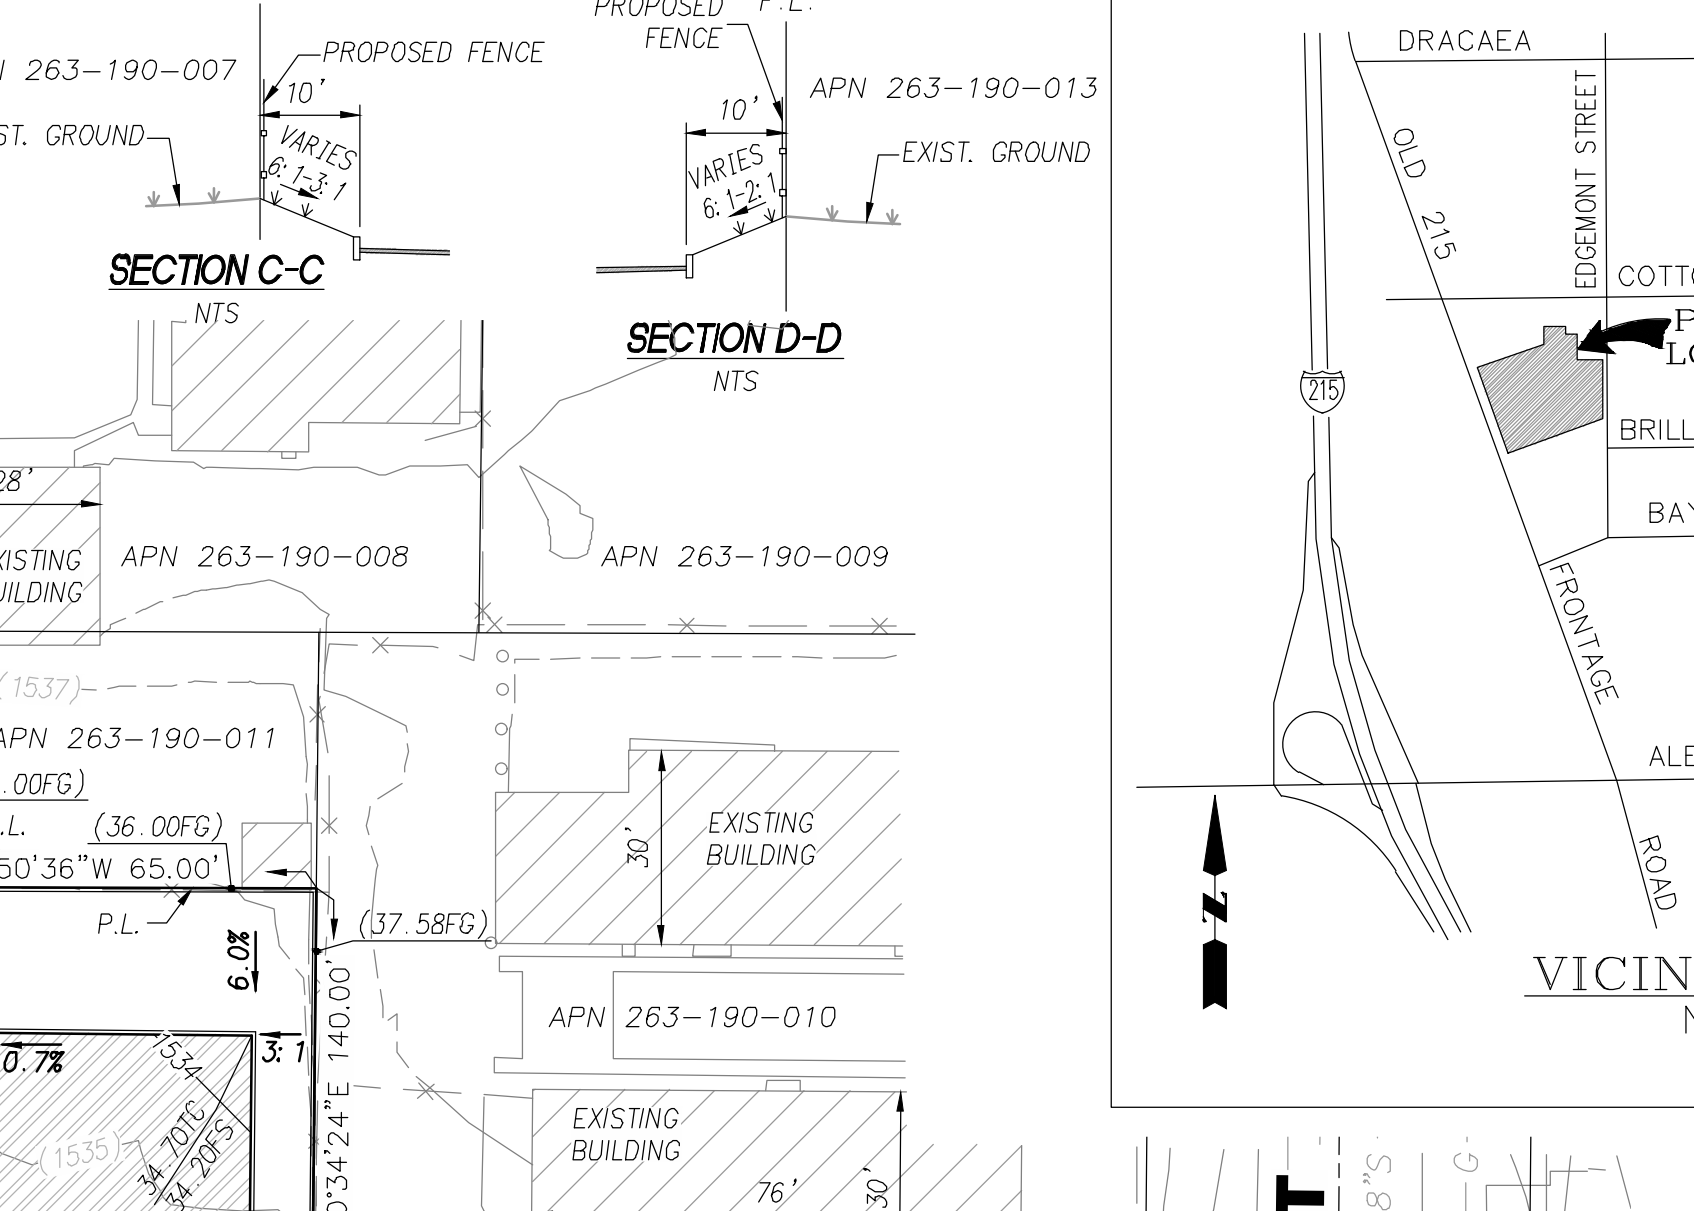 PROPOSED FENCE
263-190-007
10'
GROUND
VARIES
6: 1-3: 1
SECTION C-C
NTS
PROPOSED
FENCE
P.L.
APN 263-190-013
10'
EXIST. GROUND
VARIES
6: 1-2: 1
SECTION D-D
NTS
28'
EXISTING
BUILDING
APN 263-190-008
APN 263-190-009
(1537)
APN 263-190-011
.00FG)
.L.
(36.00FG)
50'36"W 65.00'
P.L.
(37.58FG)
6.0%
30'
EXISTING
BUILDING
APN 263-190-010
0.7%
3: 1
1534
34.70TC
34.20FS
(1535)
0°34'24"E 140.00'
EXISTING
BUILDING
76'
30'
DRACAEA
EDGEMONT STREET
OLD 215
COTTO
P
LO
215
BRILL
BAY
FRONTAGE
ALE
ROAD
N
VICIN
N
T
8"S
G